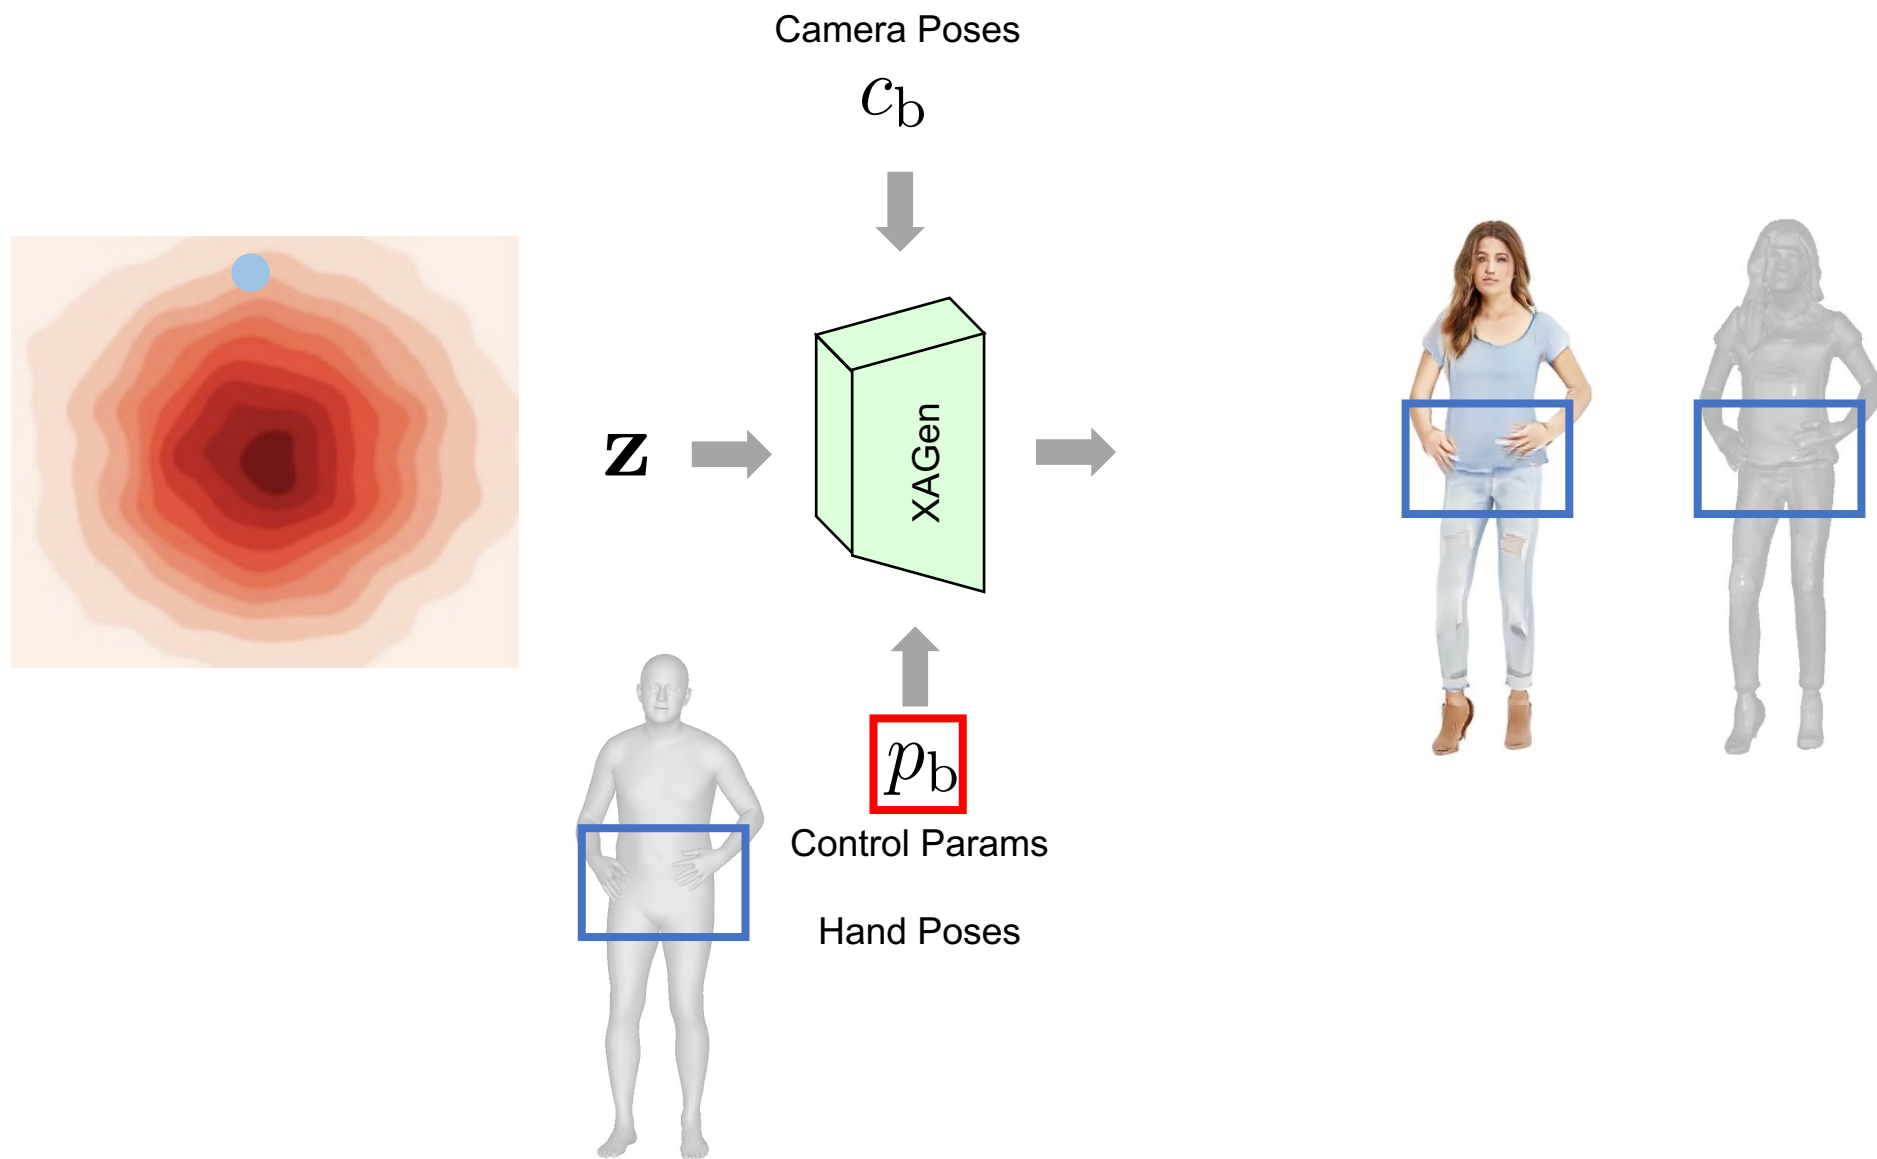 Camera Poses
c_b
z
XAGen
p_b
Control Params
Hand Poses